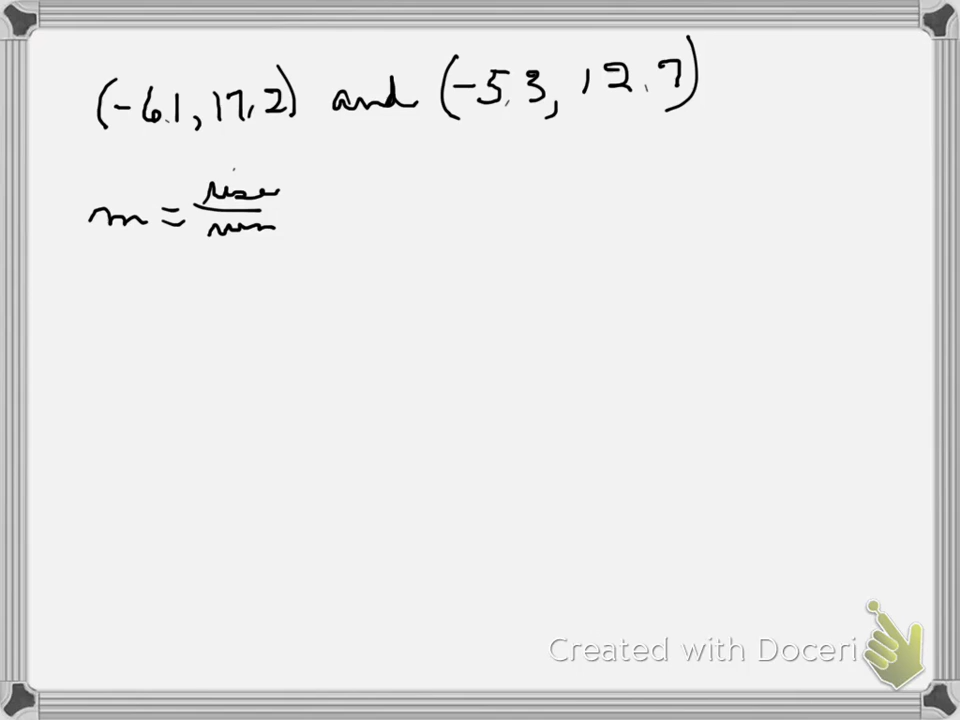 (-6.1, 17.2) and (-5.3, 12.7)
m = rise/run
Created with Doceri